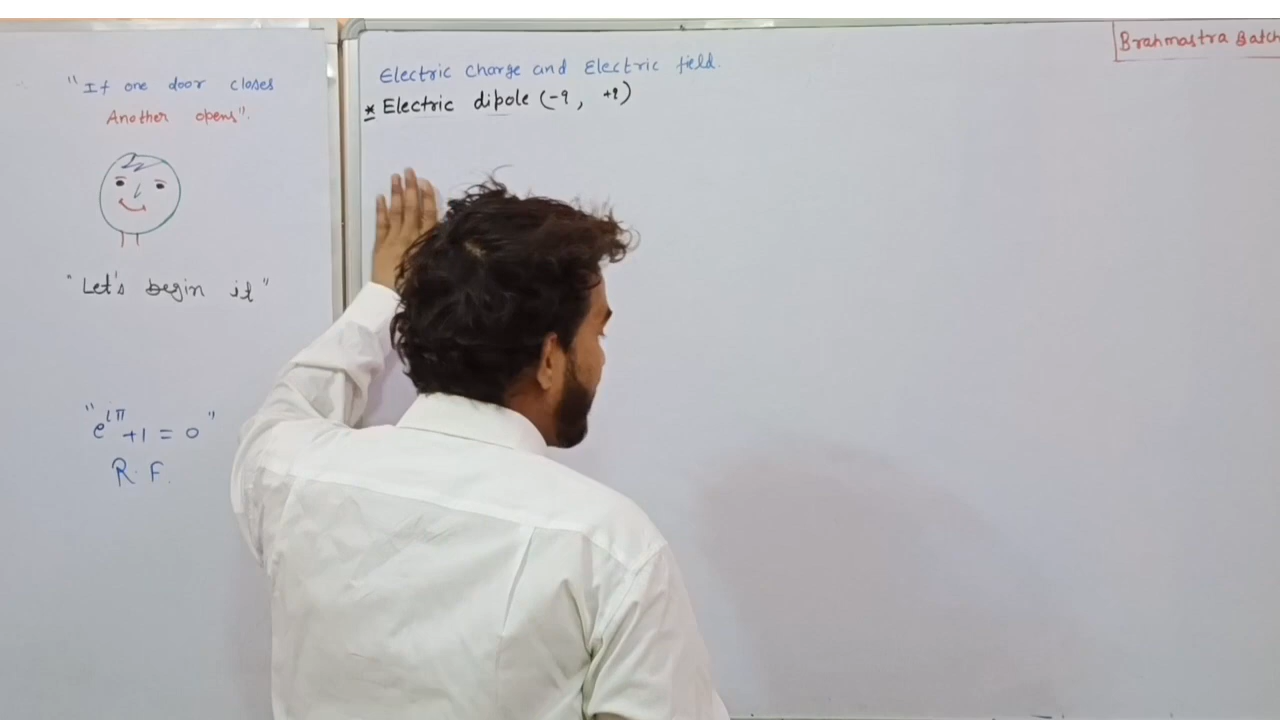 "If one door closes
Another opens".
"Let's begin it"
"e^iπ +1 = 0"
R. F.
Electric charge and Electric field.
* Electric dipole (-q, +q)
Brahmastra Batch